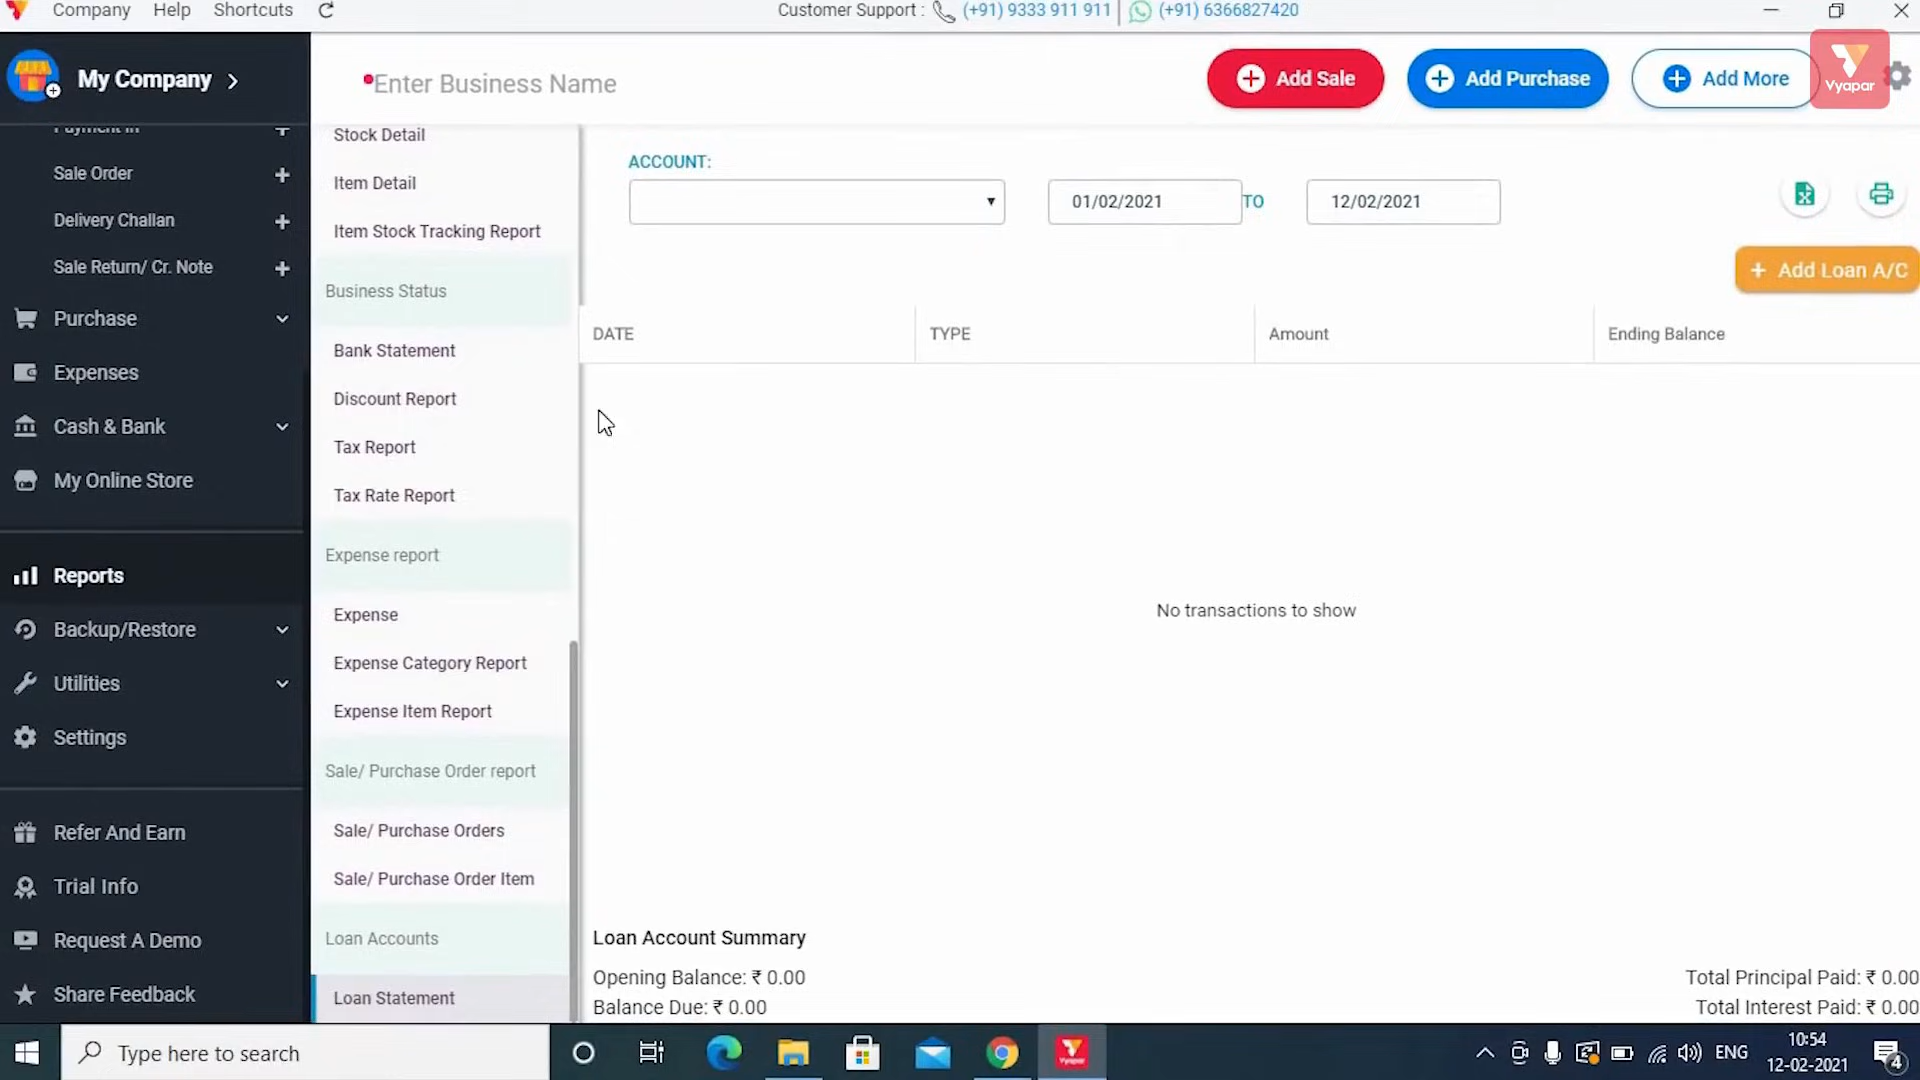 Company Help Shortcuts
Customer Support : (+91) 9333 911 911 (+91) 6366827420
My Company
Enter Business Name
Add Sale
Add Purchase
Add More
Vyapar
Payment In
Sale Order
Delivery Challan
Sale Return/ Cr. Note
Purchase
Expenses
Cash & Bank
My Online Store
Reports
Backup/Restore
Utilities
Settings
Refer And Earn
Trial Info
Request A Demo
Share Feedback
Stock Detail
Item Detail
Item Stock Tracking Report
Business Status
Bank Statement
Discount Report
Tax Report
Tax Rate Report
Expense report
Expense
Expense Category Report
Expense Item Report
Sale/ Purchase Order report
Sale/ Purchase Orders
Sale/ Purchase Order Item
Loan Accounts
Loan Statement
ACCOUNT:
01/02/2021 TO 12/02/2021
+ Add Loan A/C
DATE TYPE Amount Ending Balance
No transactions to show
Loan Account Summary
Opening Balance: ₹ 0.00
Balance Due: ₹ 0.00
Total Principal Paid: ₹ 0.00
Total Interest Paid: ₹ 0.00
Type here to search
Vyapar
ENG
10:54
12-02-2021
4